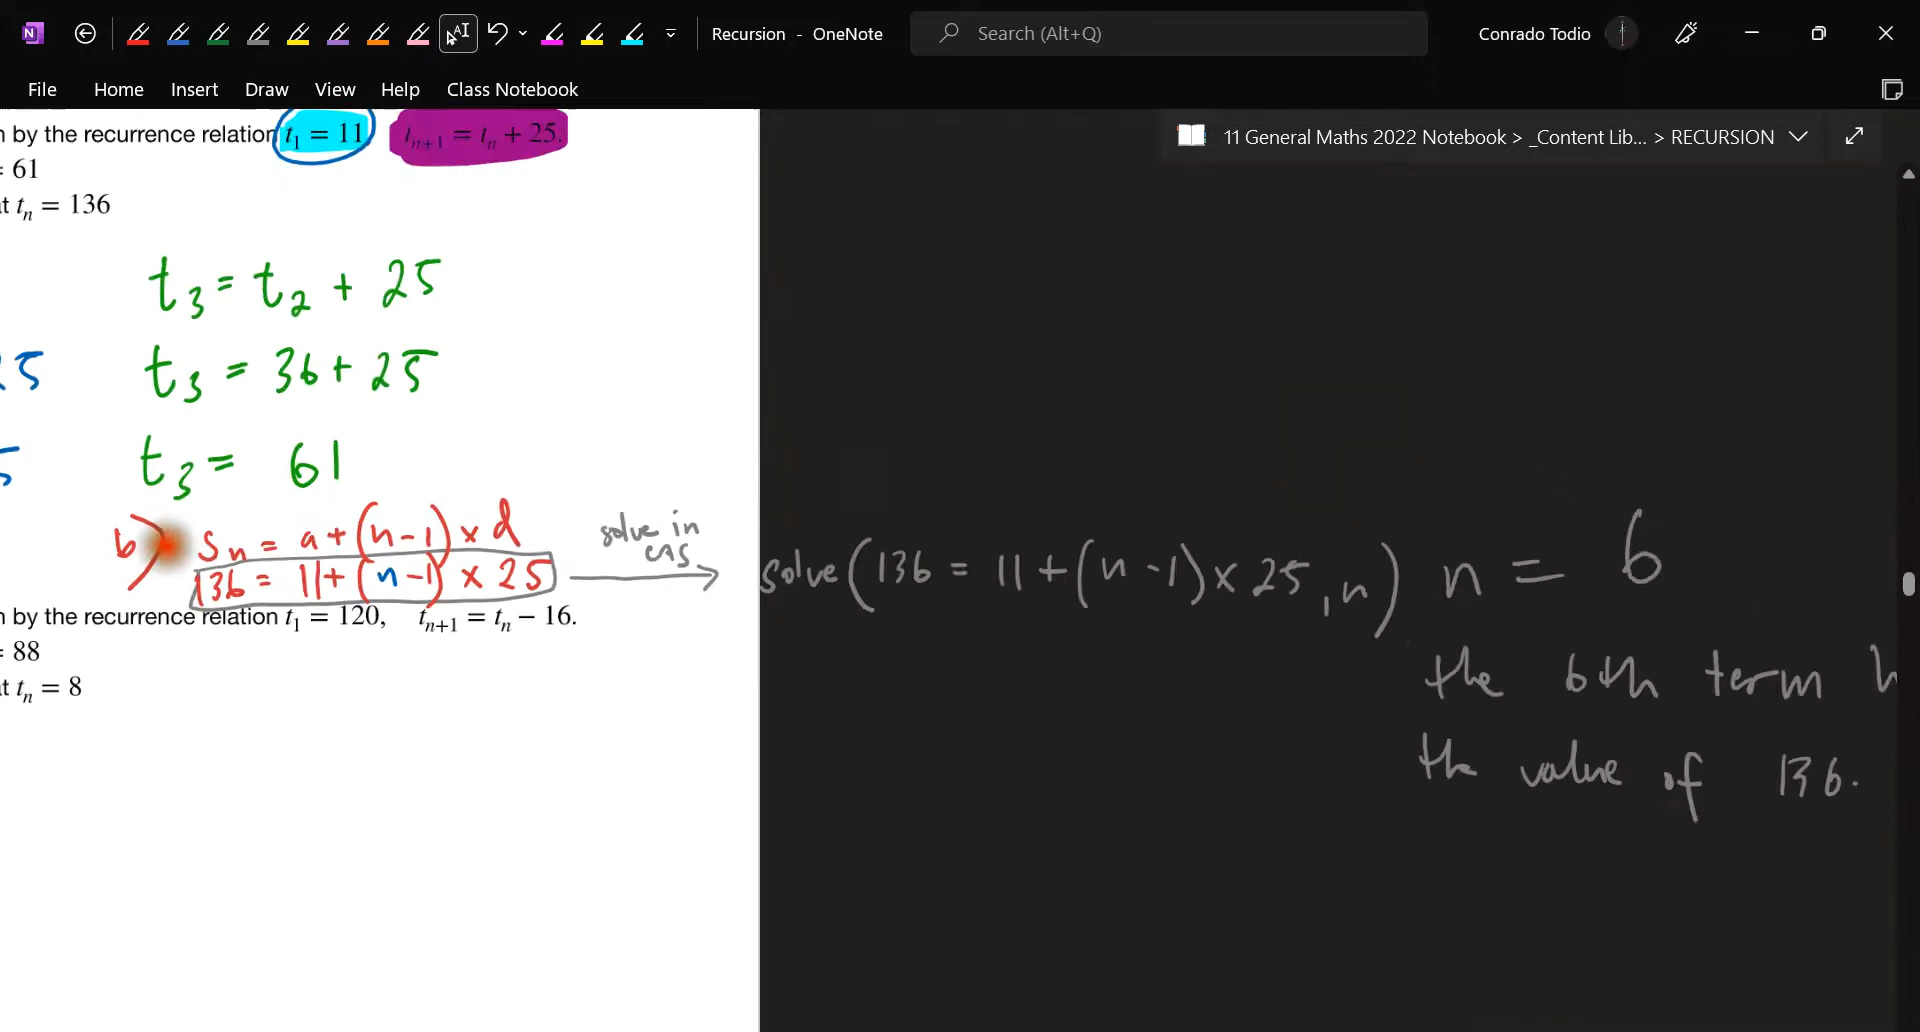 Recursion - OneNote
Search (Alt+Q)
Conrado Todio
File Home Insert Draw View Help Class Notebook
11 General Maths 2022 Notebook > _Content Lib... > RECURSION
n by the recurrence relation t₁ = 11, tₙ₊₁ = tₙ + 25.
= 61
at tₙ = 136
t₃ = t₂ + 25
25
t₃ = 36 + 25
5
t₃ = 61
b) Sₙ = a + (n - 1) × d
136 = 11 + (n - 1) × 25
solve in
CAS
solve(136 = 11 + (n - 1) × 25, n) n = 6
the 6th term h
the value of 136.
n by the recurrence relation t₁ = 120, tₙ₊₁ = tₙ − 16.
= 88
at tₙ = 8